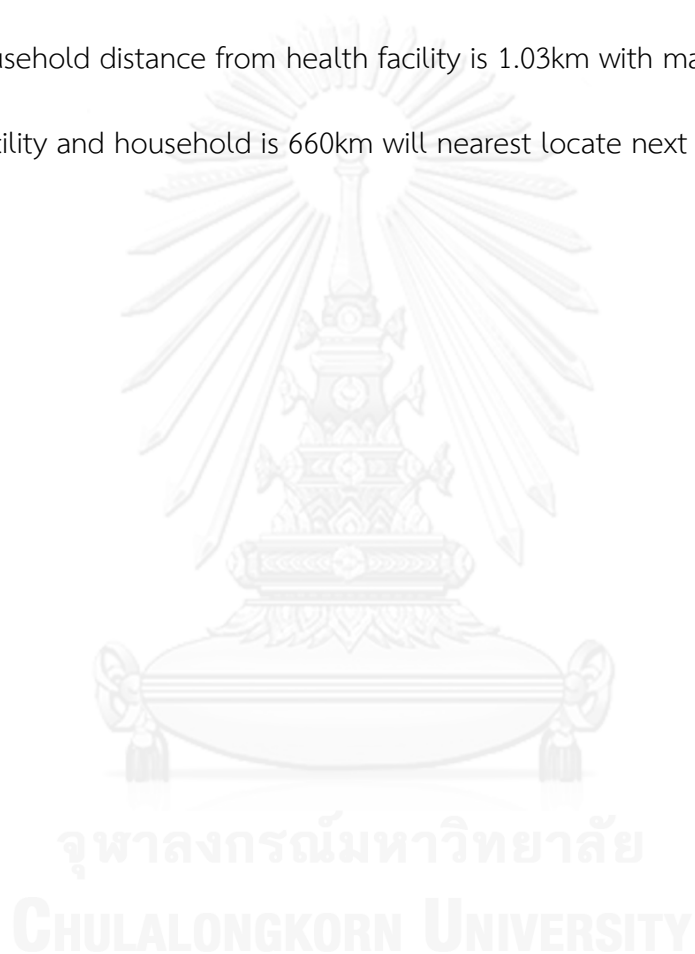 usehold distance from health facility is 1.03km with ma
cility and household is 660km will nearest locate next
จุฬาลงกรณ์มหาวิทยาลัย
CHULALONGKORN UNIVERSITY